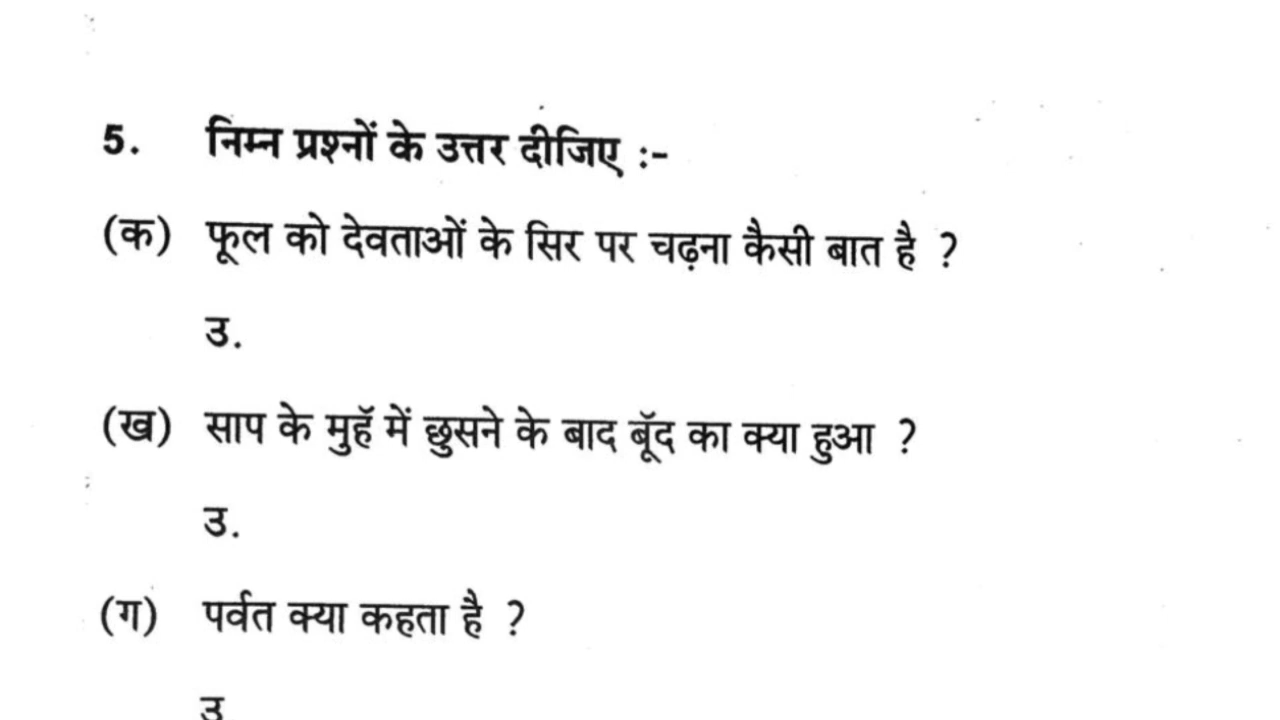 5. निम्न प्रश्नों के उत्तर दीजिए :-
(क) फूल को देवताओं के सिर पर चढ़ना कैसी बात है ?
उ.
(ख) साप के मुहॅ में छुसने के बाद बूॅद का क्या हुआ ?
उ.
(ग) पर्वत क्या कहता है ?
उ